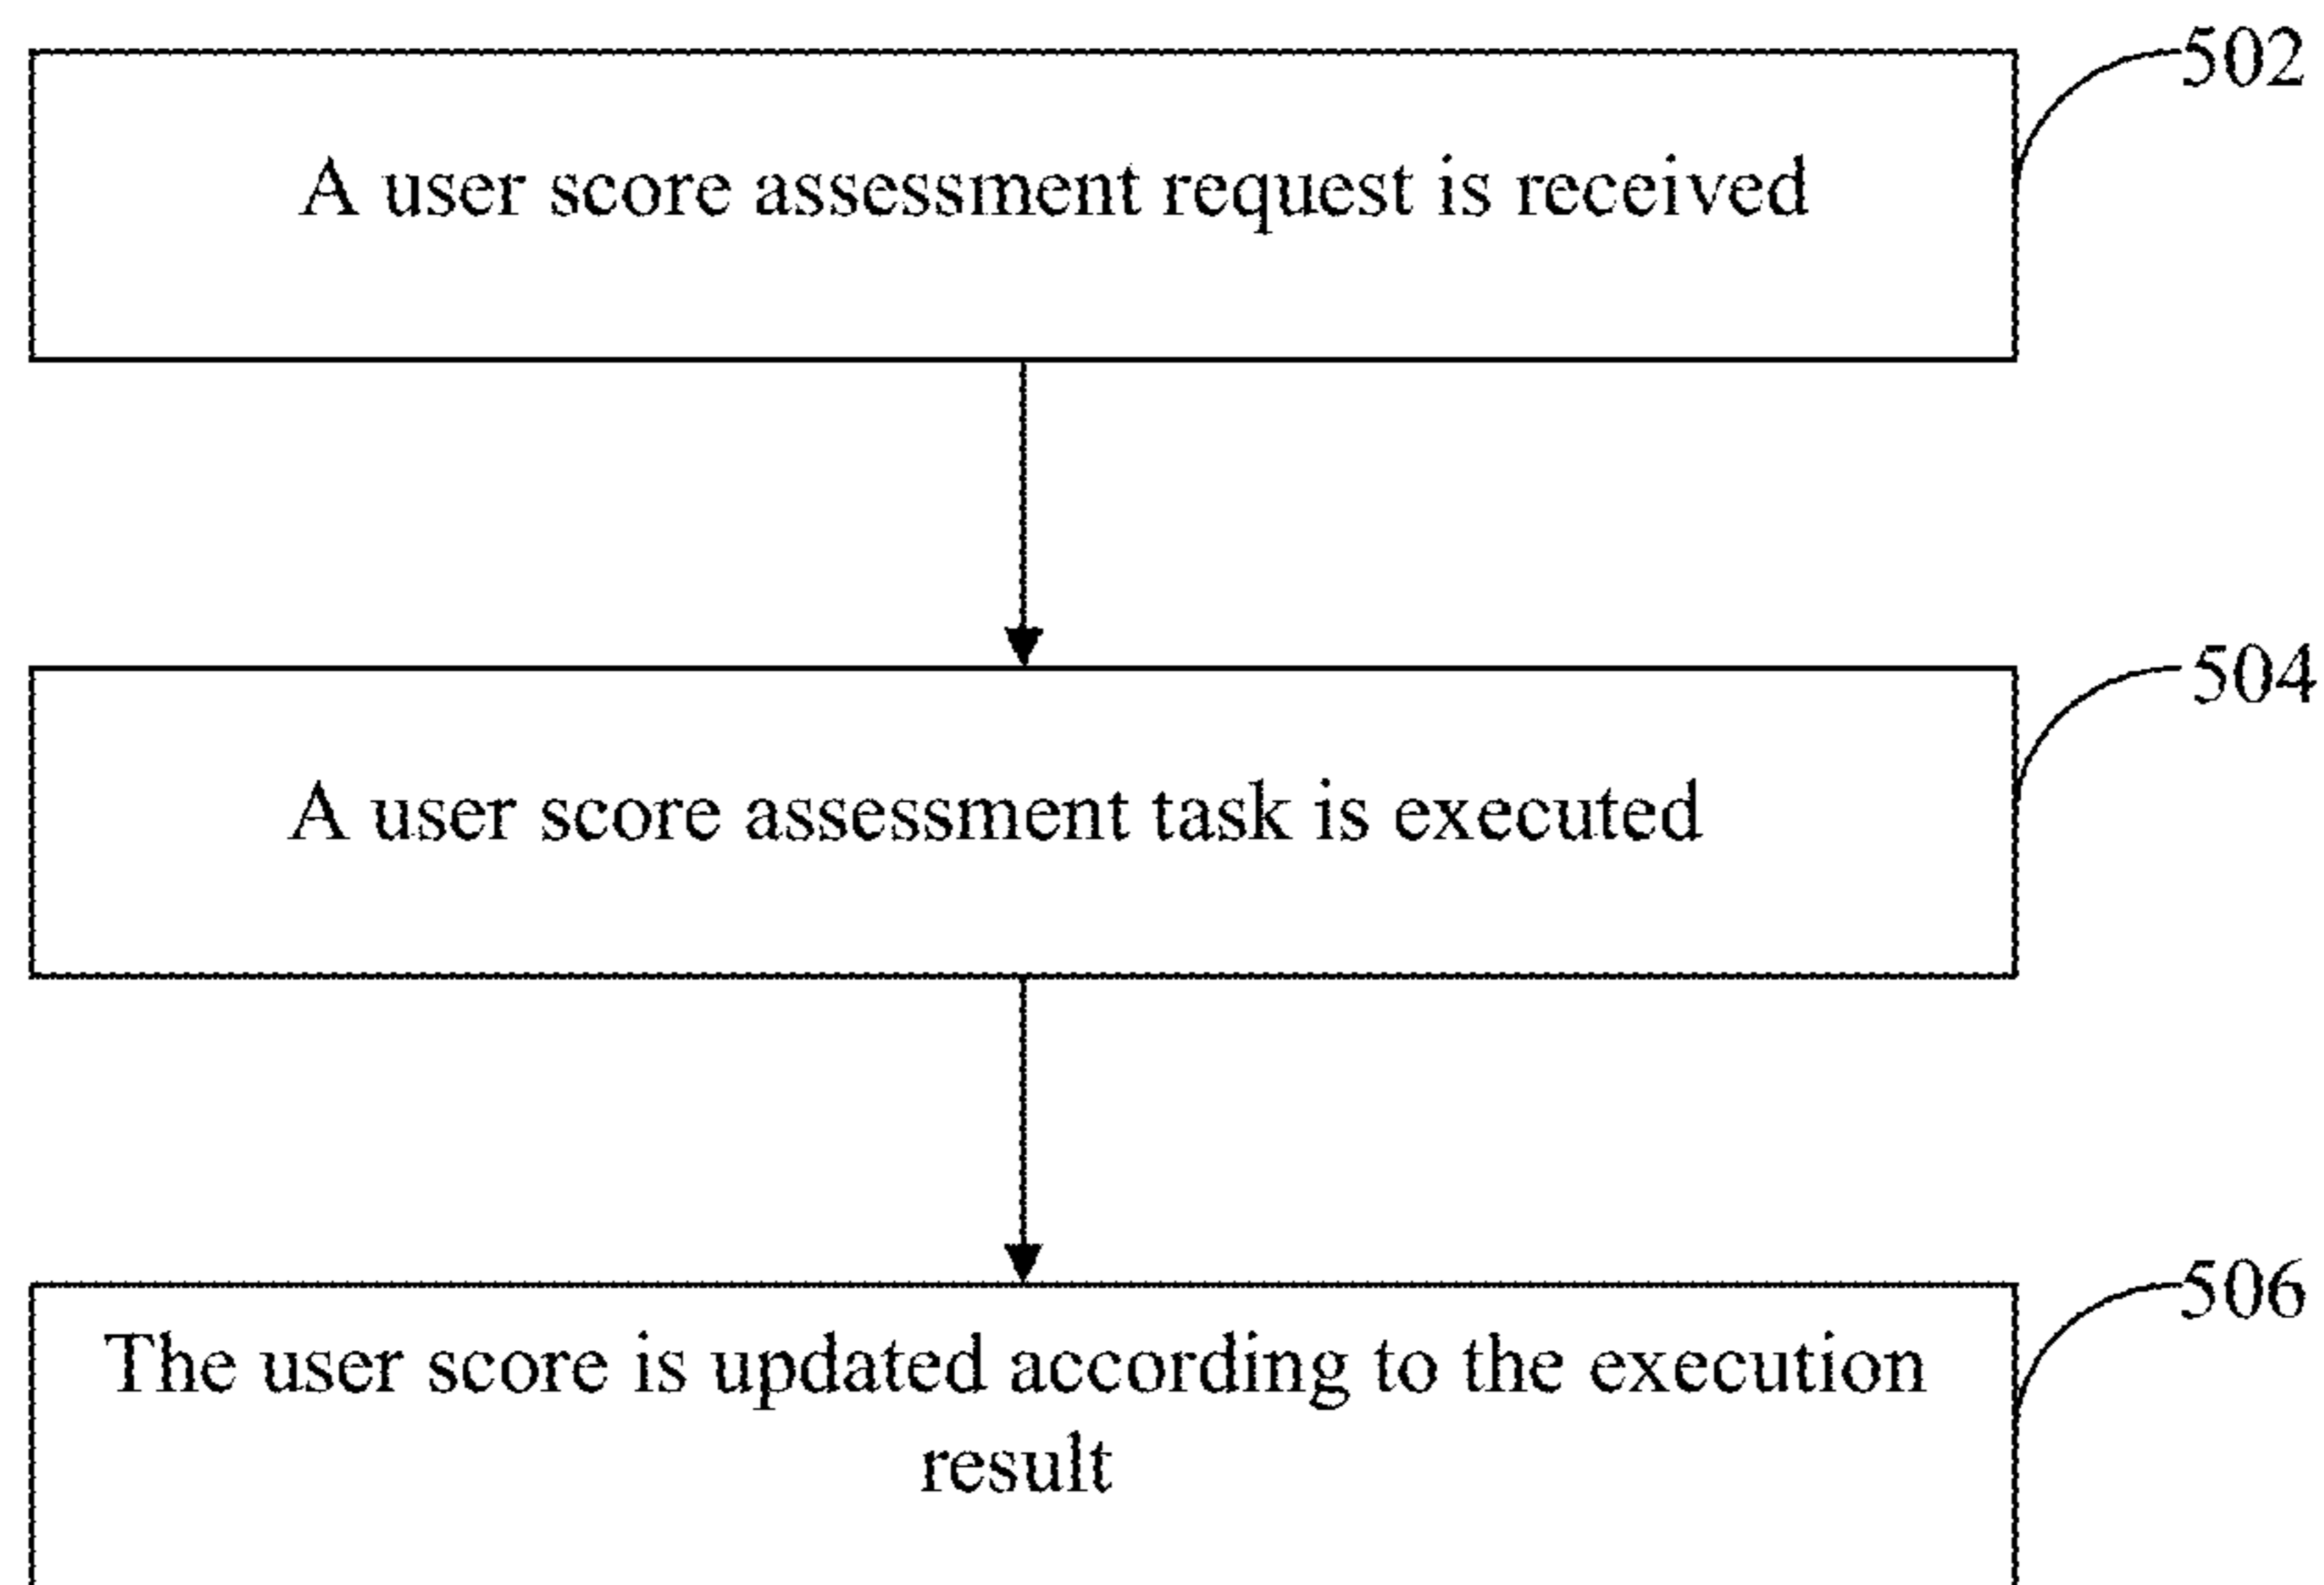 502
A user score assessment request is received
504
A user score assessment task is executed
506
The user score is updated according to the execution
result